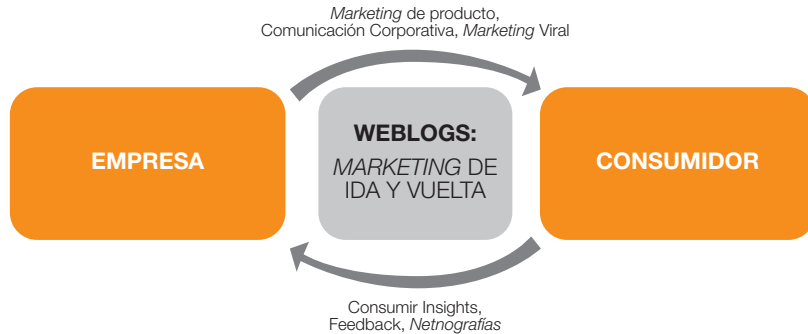 Marketing de producto,
Comunicación Corporativa, Marketing Viral
EMPRESA
WEBLOGS:
MARKETING DE
IDA Y VUELTA
CONSUMIDOR
Consumir Insights,
Feedback, Netnografías